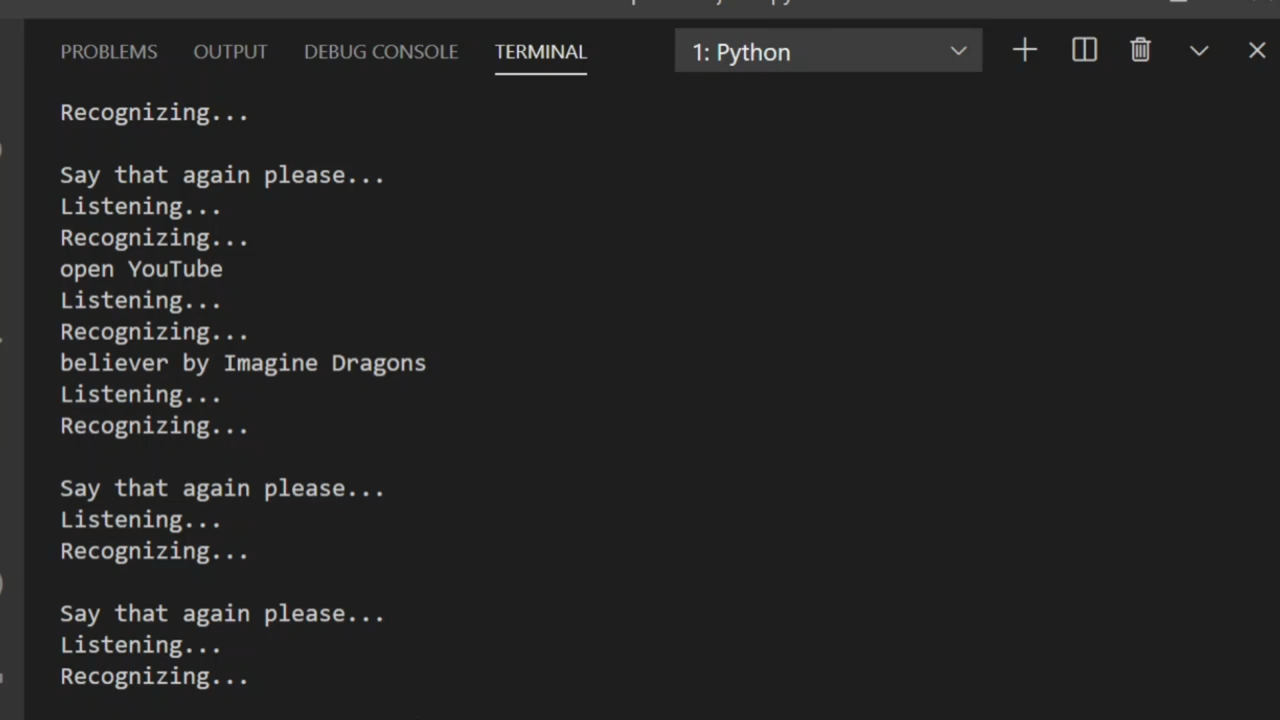 PROBLEMS OUTPUT DEBUG CONSOLE TERMINAL 1: Python
Recognizing...
Say that again please...
Listening...
Recognizing...
open YouTube
Listening...
Recognizing...
believer by Imagine Dragons
Listening...
Recognizing...
Say that again please...
Listening...
Recognizing...
Say that again please...
Listening...
Recognizing...